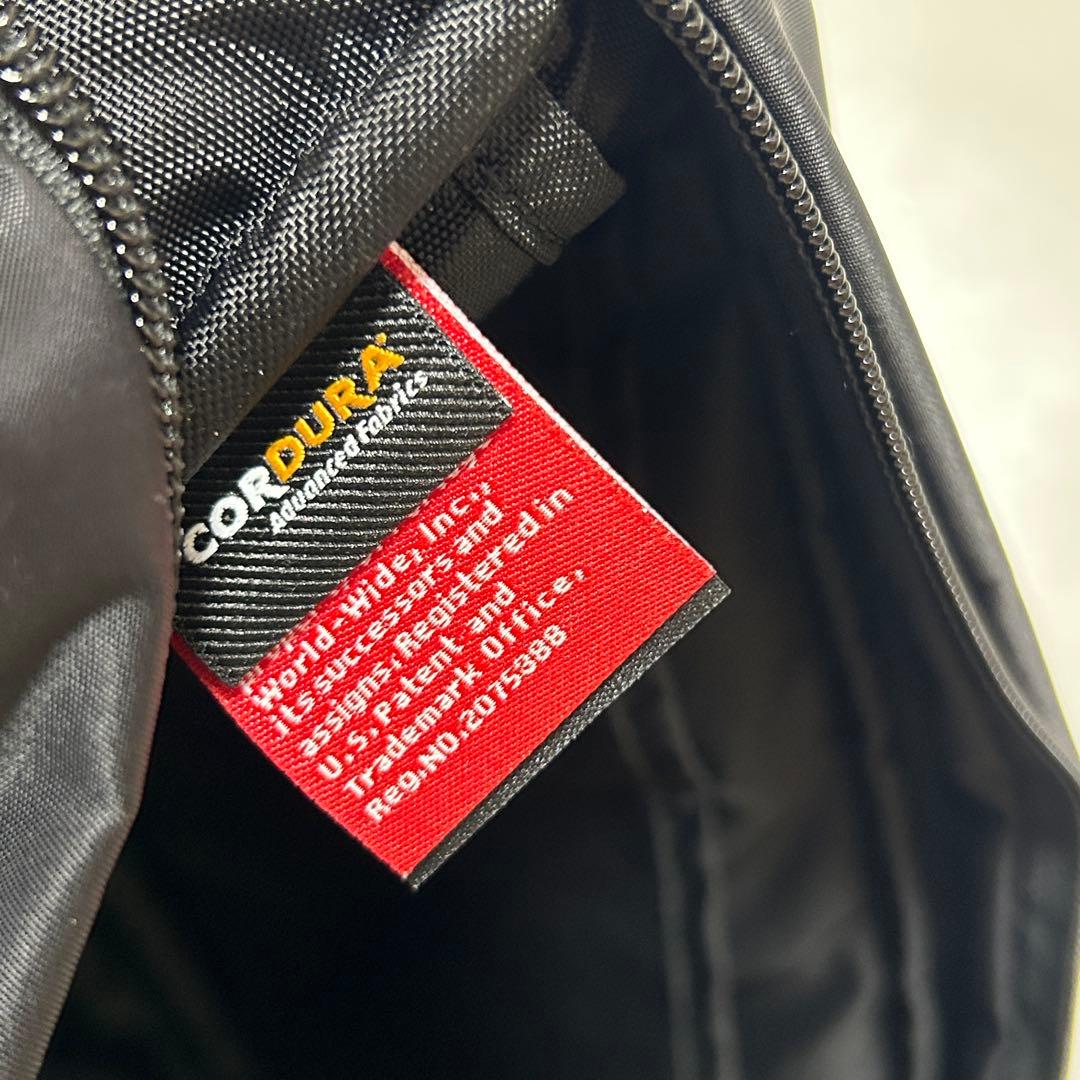 CORDURA
Advanced Fabrics
World-Wide, Inc.,
its successors and
assigns.(Registered in
U.S, Patent and
Trademark Office,
Reg.NO.2075388